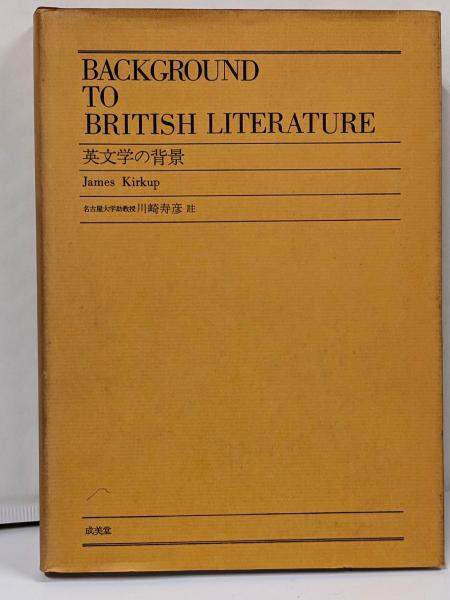 BACKGROUND
TO
BRITISH LITERATURE
英文学の背景
James Kirkup
名古屋大学助教授 川崎寿彦 註
成美堂